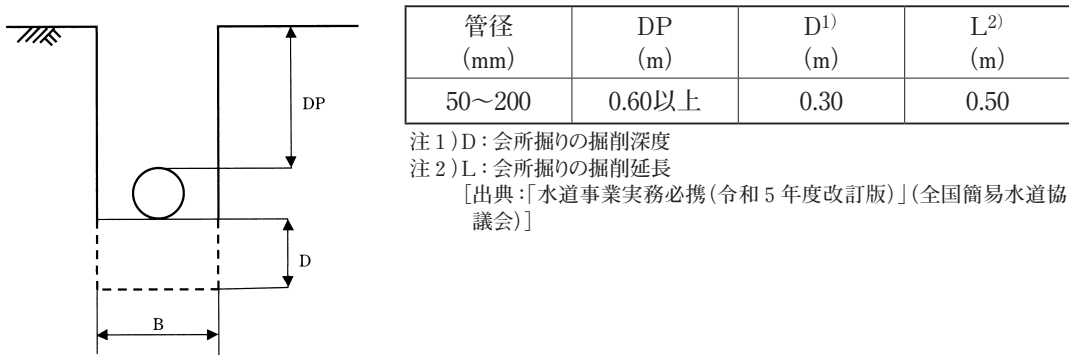 DP
D
B
管径
(mm)
DP
(m)
D1)
(m)
L2)
(m)
50～200
0.60以上
0.30
0.50
注1)D：会所掘りの掘削深度
注2)L：会所掘りの掘削延長
[出典：「水道事業実務必携(令和5年度改訂版)」(全国簡易水道協
議会)]